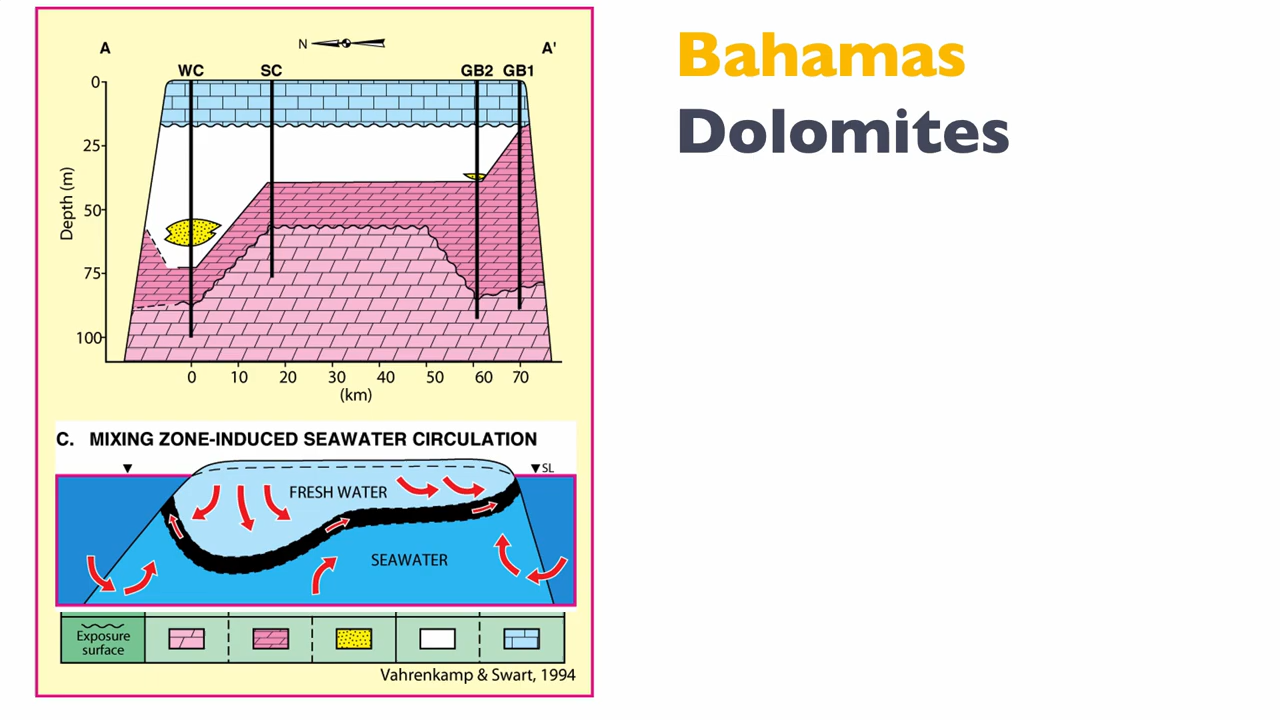 Bahamas
Dolomites
A N A'
WC SC GB2 GB1
0
25
50
75
100
Depth (m)
0 10 20 30 40 50 60 70
(km)
C. MIXING ZONE-INDUCED SEAWATER CIRCULATION
SL
FRESH WATER
SEAWATER
Exposure
surface
Vahrenkamp & Swart, 1994